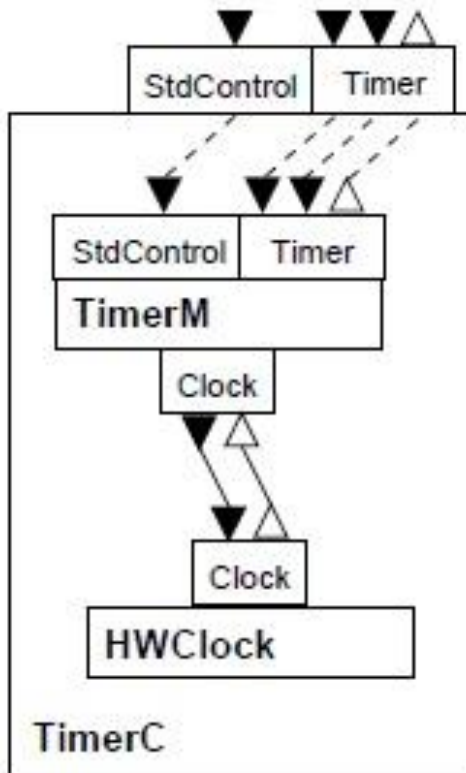 StdControl Timer
StdControl Timer
TimerM
Clock
Clock
HWClock
TimerC